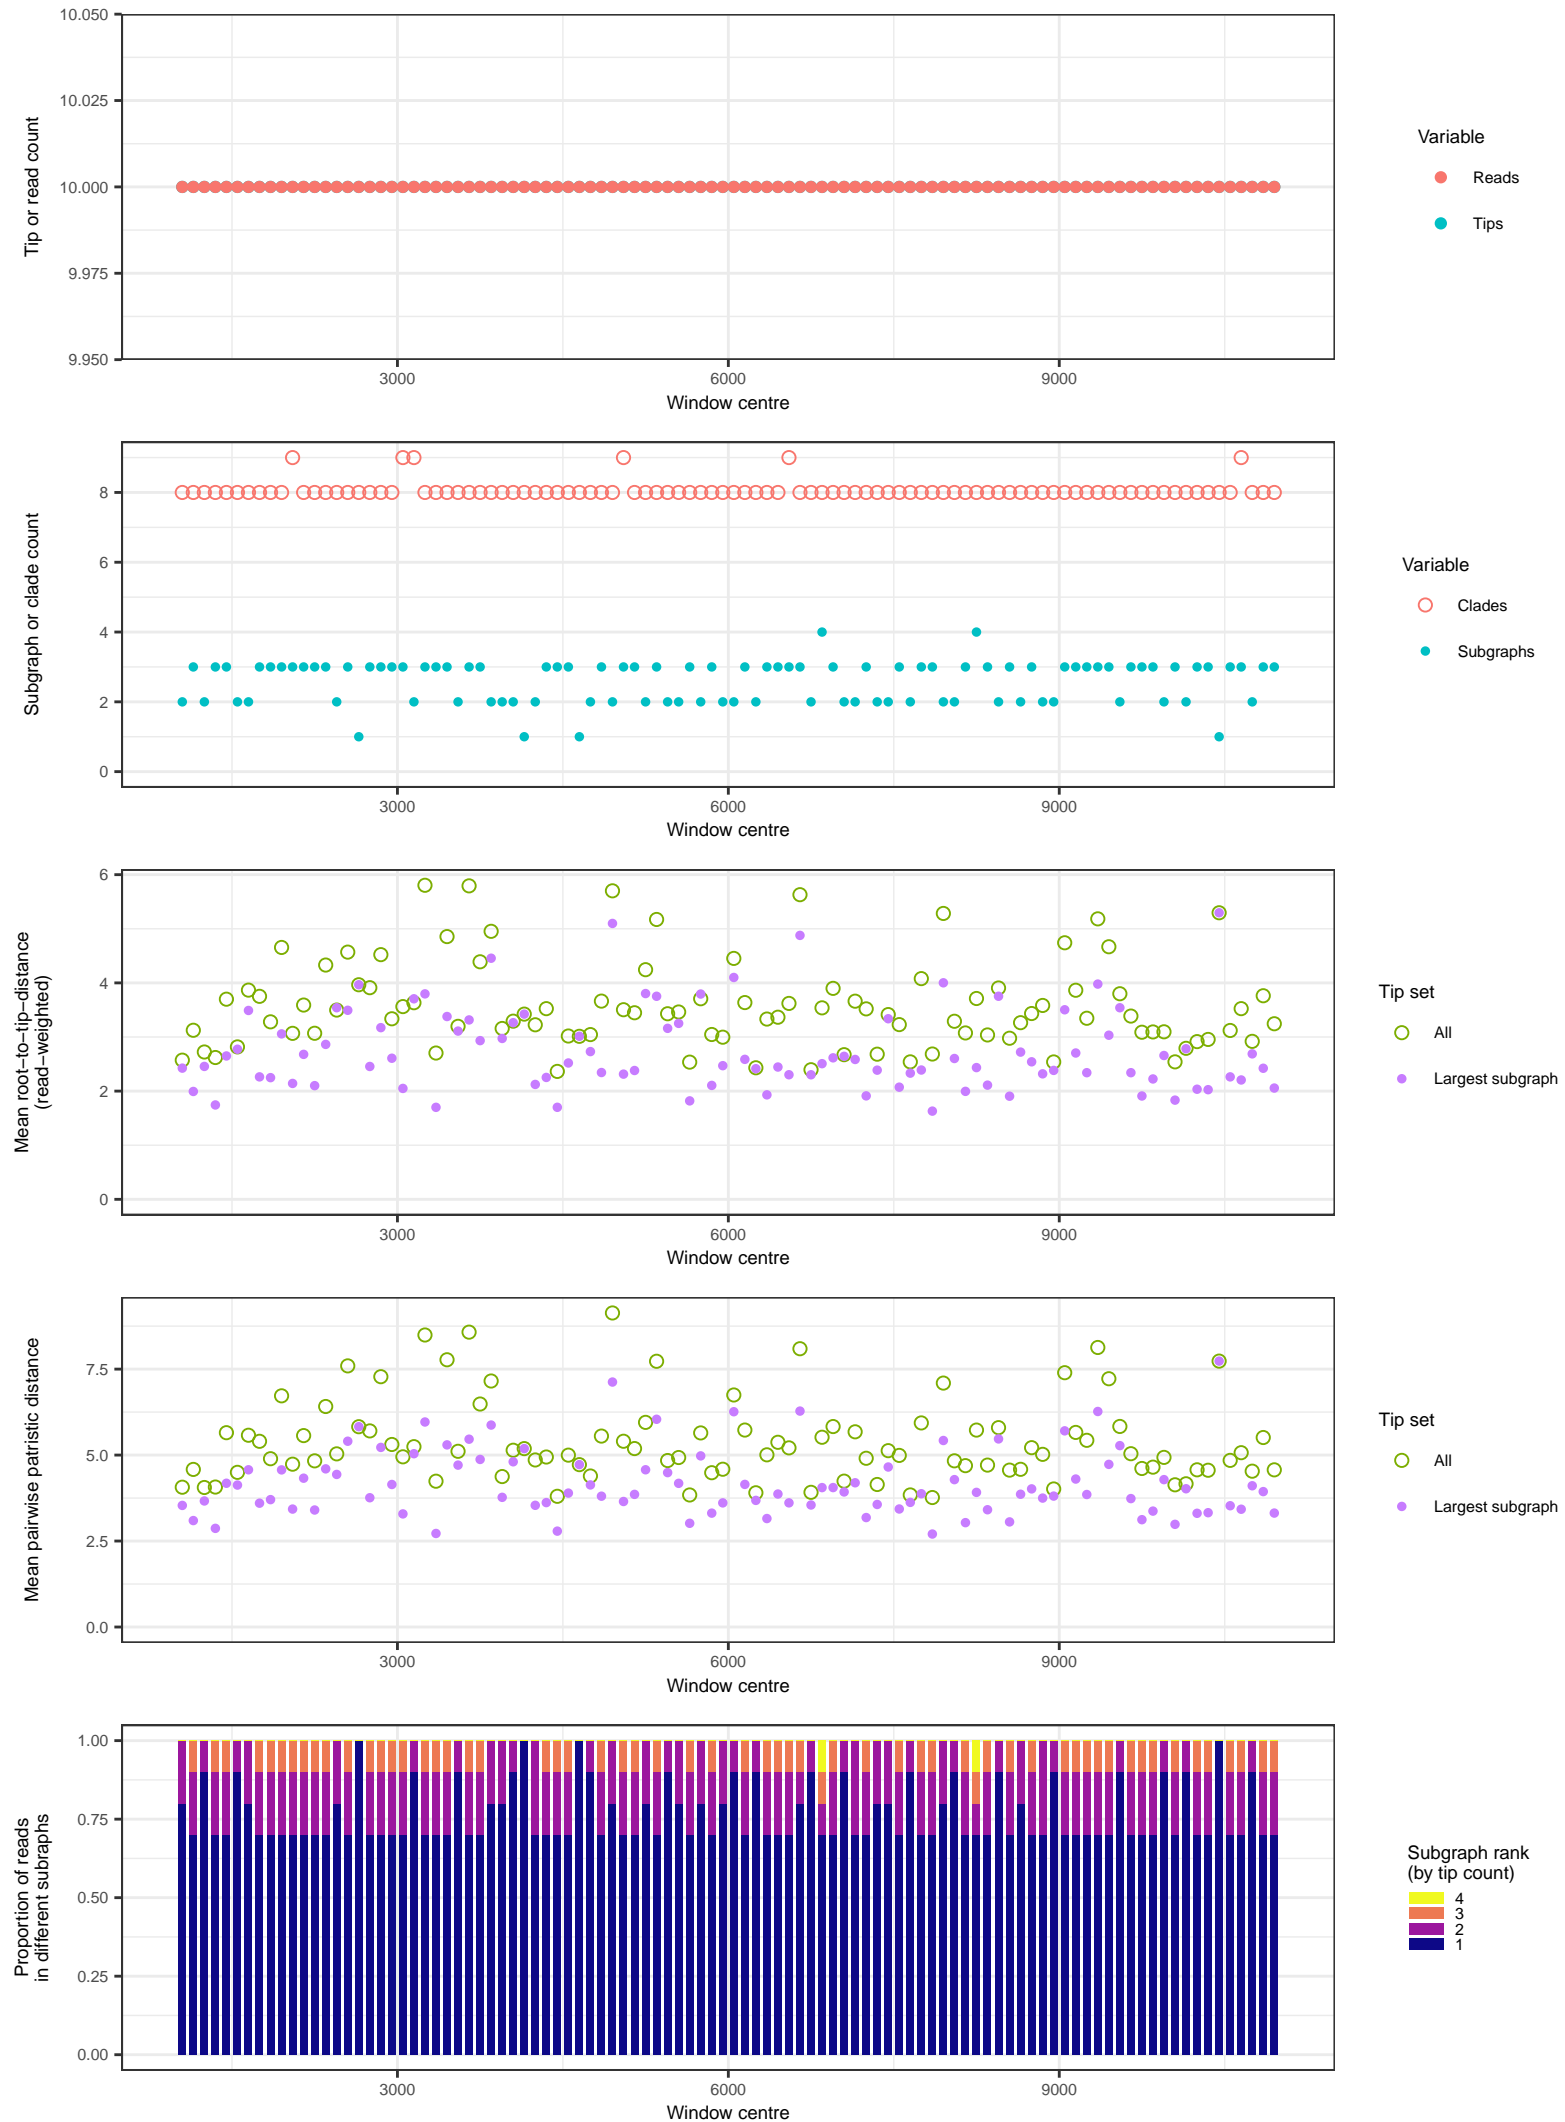 10.050
10.025
10.000
9.975
9.950
Tip or read count
3000
6000
9000
Window centre
Variable
Reads
Tips
8
6
4
2
0
Subgraph or clade count
3000
6000
9000
Window centre
Variable
Clades
Subgraphs
6
4
2
0
Mean root−to−tip−distance
(read−weighted)
3000
6000
9000
Window centre
Tip set
All
Largest subgraph
7.5
5.0
2.5
0.0
Mean pairwise patristic distance
3000
6000
9000
Window centre
Tip set
All
Largest subgraph
1.00
0.75
0.50
0.25
0.00
Proportion of reads
in different subraphs
3000
6000
9000
Window centre
Subgraph rank
(by tip count)
4
3
2
1